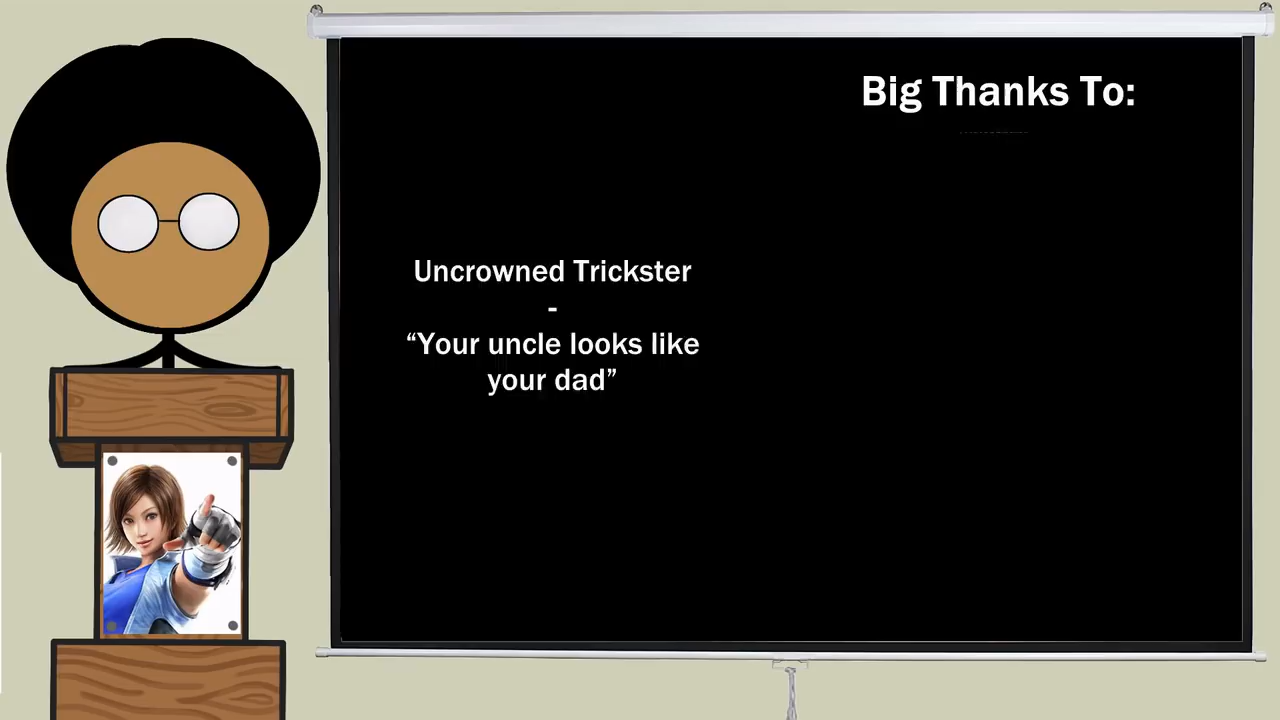 Big Thanks To:
Uncrowned Trickster
-
“Your uncle looks like
your dad”